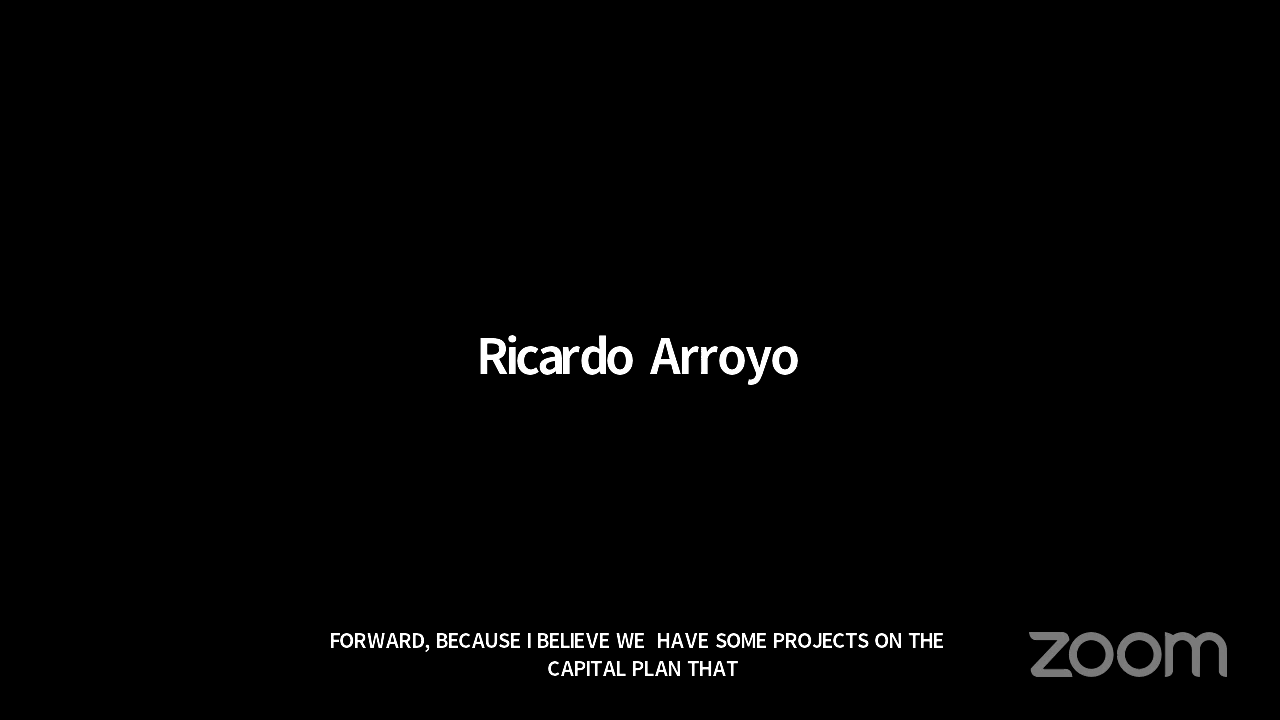 Ricardo Arroyo
FORWARD, BECAUSE I BELIEVE WE HAVE SOME PROJECTS ON THE
CAPITAL PLAN THAT
zoom